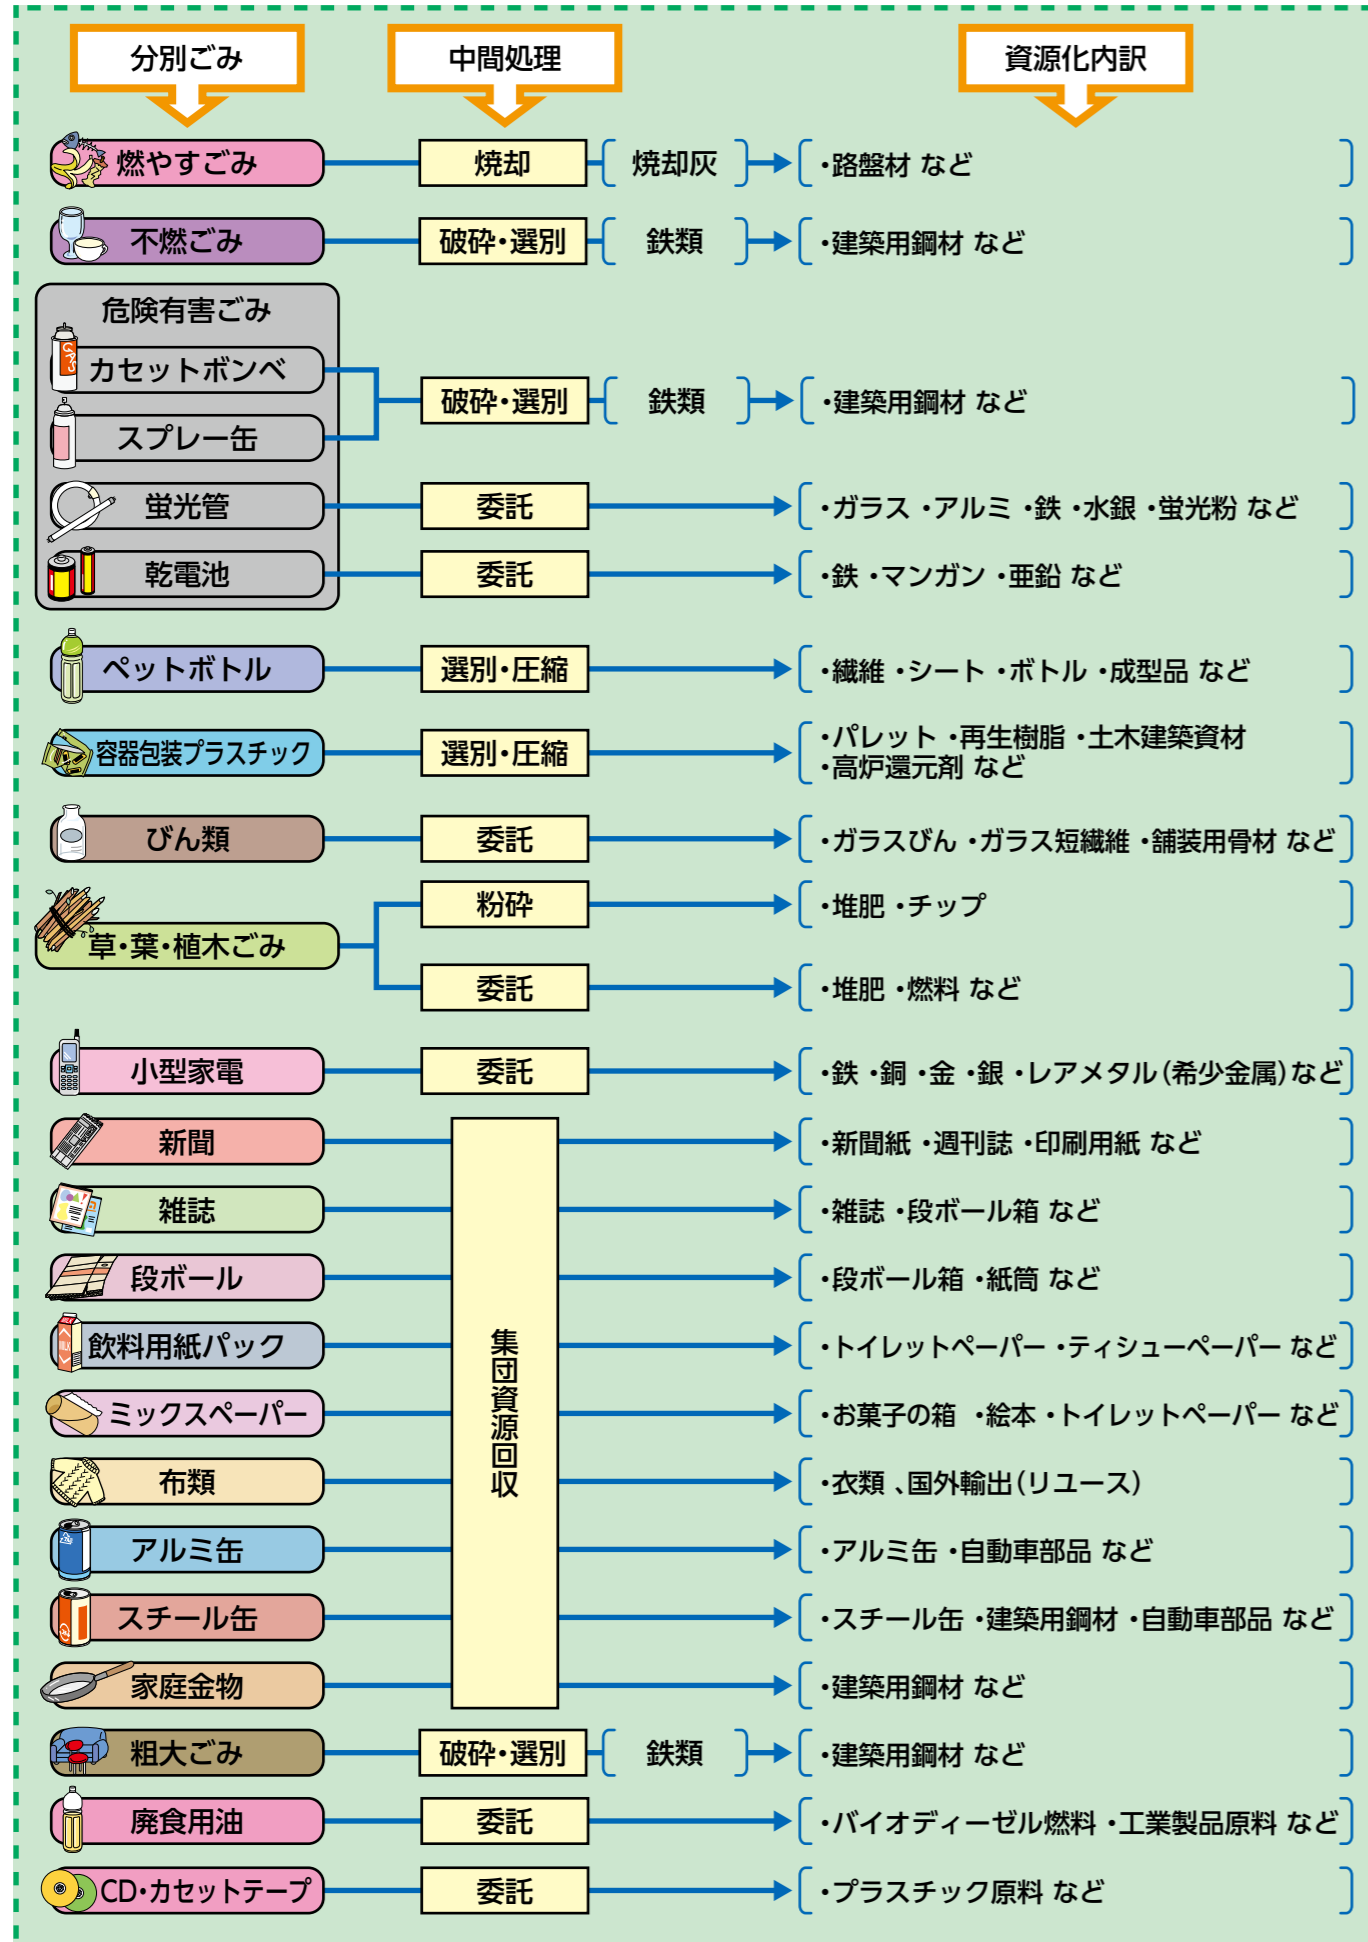 分別ごみ 中間処理 資源化内訳
燃やすごみ 焼却 焼却灰 ・路盤材 など
不燃ごみ 破砕・選別 鉄類 ・建築用鋼材 など
危険有害ごみ
カセットボンベ
破砕・選別 鉄類 ・建築用鋼材 など
スプレー缶
蛍光管 委託 ・ガラス ・アルミ ・鉄 ・水銀 ・蛍光粉 など
乾電池 委託 ・鉄 ・マンガン ・亜鉛 など
ペットボトル 選別・圧縮 ・繊維 ・シート ・ボトル ・成型品 など
容器包装プラスチック 選別・圧縮 ・パレット ・再生樹脂 ・土木建築資材
・高炉還元剤 など
びん類 委託 ・ガラスびん ・ガラス短繊維 ・舗装用骨材 など
粉砕 ・堆肥 ・チップ
草・葉・植木ごみ
委託 ・堆肥 ・燃料 など
小型家電 委託 ・鉄 ・銅 ・金 ・銀 ・レアメタル(希少金属)など
集団資源回収
新聞 ・新聞紙 ・週刊誌 ・印刷用紙 など
雑誌 ・雑誌 ・段ボール箱 など
段ボール ・段ボール箱 ・紙筒 など
飲料用紙パック ・トイレットペーパー ・ティシューペーパー など
ミックスペーパー ・お菓子の箱 ・絵本 ・トイレットペーパー など
布類 ・衣類 、国外輸出(リユース)
アルミ缶 ・アルミ缶 ・自動車部品 など
スチール缶 ・スチール缶 ・建築用鋼材 ・自動車部品 など
家庭金物 ・建築用鋼材 など
粗大ごみ 破砕・選別 鉄類 ・建築用鋼材 など
廃食用油 委託 ・バイオディーゼル燃料 ・工業製品原料 など
CD・カセットテープ 委託 ・プラスチック原料 など
GAS
MILK